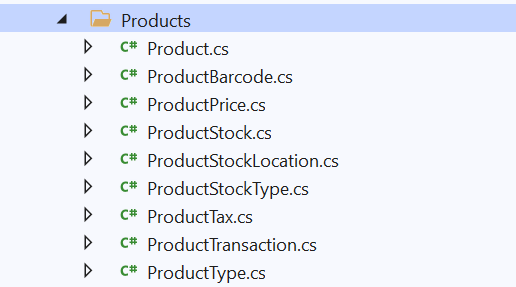 Products
C# Product.cs
C# ProductBarcode.cs
C# ProductPrice.cs
C# ProductStock.cs
C# ProductStockLocation.cs
C# ProductStockType.cs
C# ProductTax.cs
C# ProductTransaction.cs
C# ProductType.cs